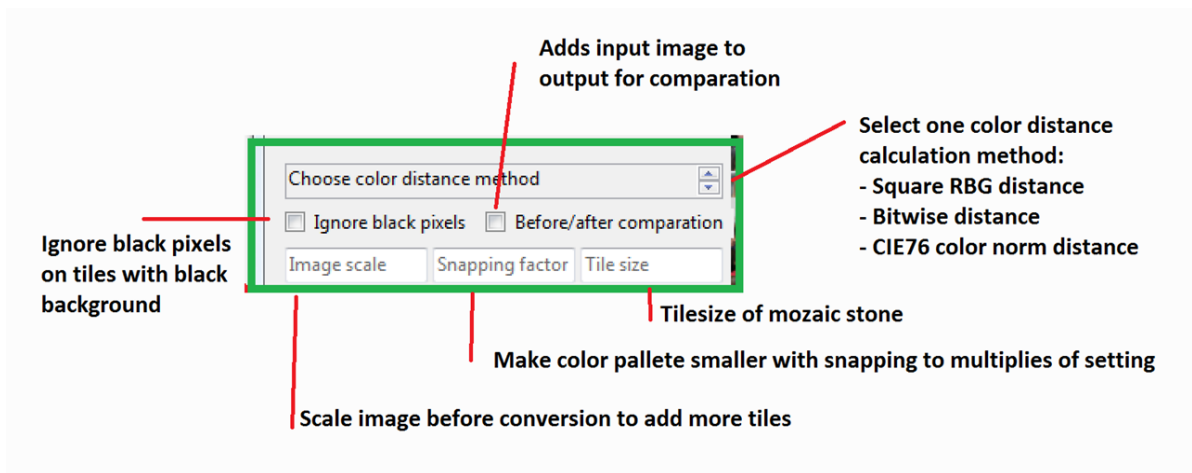 Adds input image to
output for comparation
Select one color distance
calculation method:
- Square RBG distance
- Bitwise distance
- CIE76 color norm distance
Choose color distance method
Ignore black pixels
Before/after comparation
Ignore black pixels
on tiles with black
background
Image scale
Snapping factor
Tile size
Tilesize of mozaic stone
Make color pallete smaller with snapping to multiplies of setting
Scale image before conversion to add more tiles